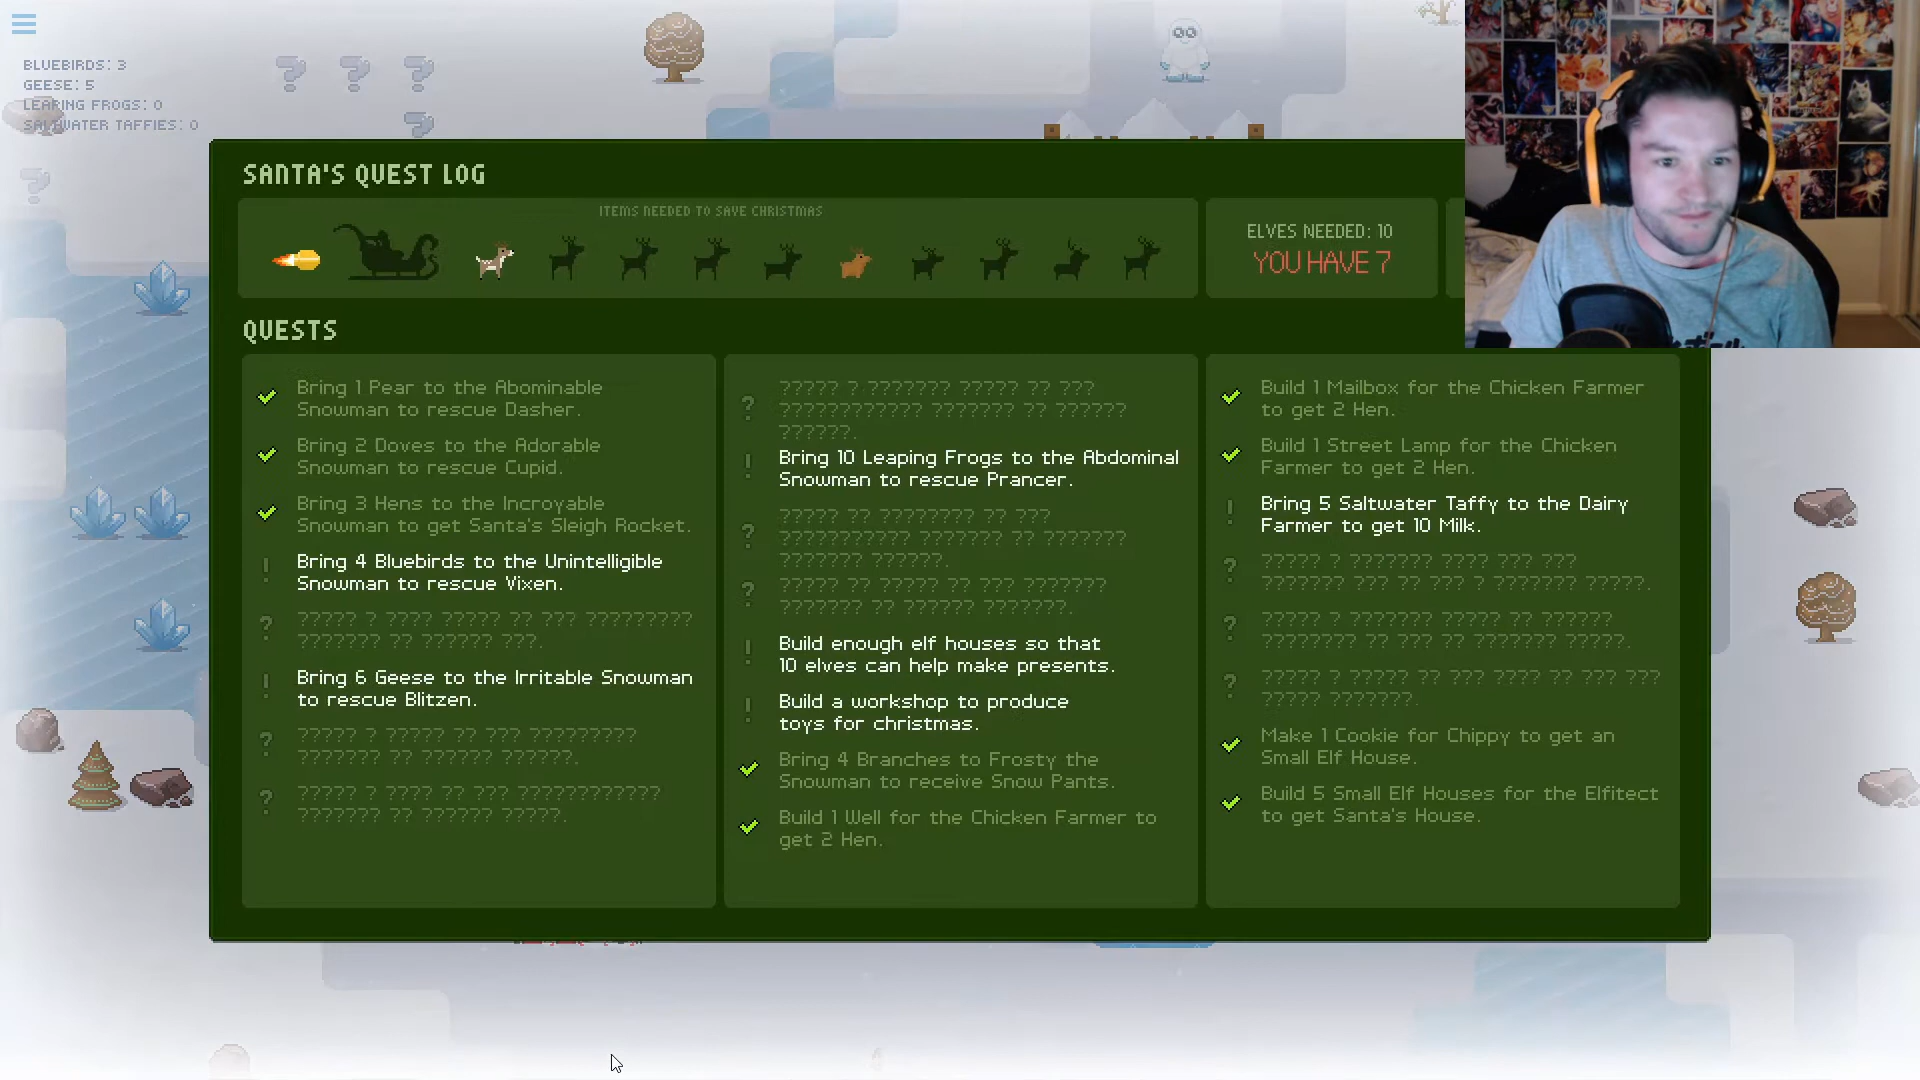 BLUEBIRDS: 3
GEESE: 5
LEAPING FROGS: 0
SALTWATER TAFFIES: 0
SANTA'S QUEST LOG
ITEMS NEEDED TO SAVE CHRISTMAS
ELVES NEEDED: 10
YOU HAVE 7
QUESTS
Bring 1 Pear to the Abominable
Snowman to rescue Dasher.
Bring 2 Doves to the Adorable
Snowman to rescue Cupid.
Bring 3 Hens to the Incroyable
Snowman to get Santa's Sleigh Rocket.
Bring 4 Bluebirds to the Unintelligible
Snowman to rescue Vixen.
????? ? ???? ????? ?? ??? ?????????
??????? ?? ?????? ???.
Bring 6 Geese to the Irritable Snowman
to rescue Blitzen.
????? ? ????? ?? ??? ?????????
??????? ?? ?????? ??????.
????? ? ???? ?? ??? ????????????
??????? ?? ?????? ?????.
????? ? ??????? ????? ?? ???
???????????? ??????? ?? ??????
??????.
Bring 10 Leaping Frogs to the Abdominal
Snowman to rescue Prancer.
????? ?? ???????? ?? ???
??????????? ??????? ?? ???????
??????? ??????.
????? ?? ????? ?? ??? ???????
??????? ?? ?????? ???????.
Build enough elf houses so that
10 elves can help make presents.
Build a workshop to produce
toys for christmas.
Bring 4 Branches to Frosty the
Snowman to receive Snow Pants.
Build 1 Well for the Chicken Farmer to
get 2 Hen.
Build 1 Mailbox for the Chicken Farmer
to get 2 Hen.
Build 1 Street Lamp for the Chicken
Farmer to get 2 Hen.
Bring 5 Saltwater Taffy to the Dairy
Farmer to get 10 Milk.
????? ? ??????? ???? ??? ???
??????? ??? ?? ??? ? ??????? ?????.
????? ? ?????? ????? ?? ??????
???????? ?? ??? ?? ??????? ?????.
????? ? ????? ?? ??? ???? ?? ??? ???
????? ???????.
Make 1 Cookie for Chippy to get an
Small Elf House.
Build 5 Small Elf Houses for the Elfitect
to get Santa's House.